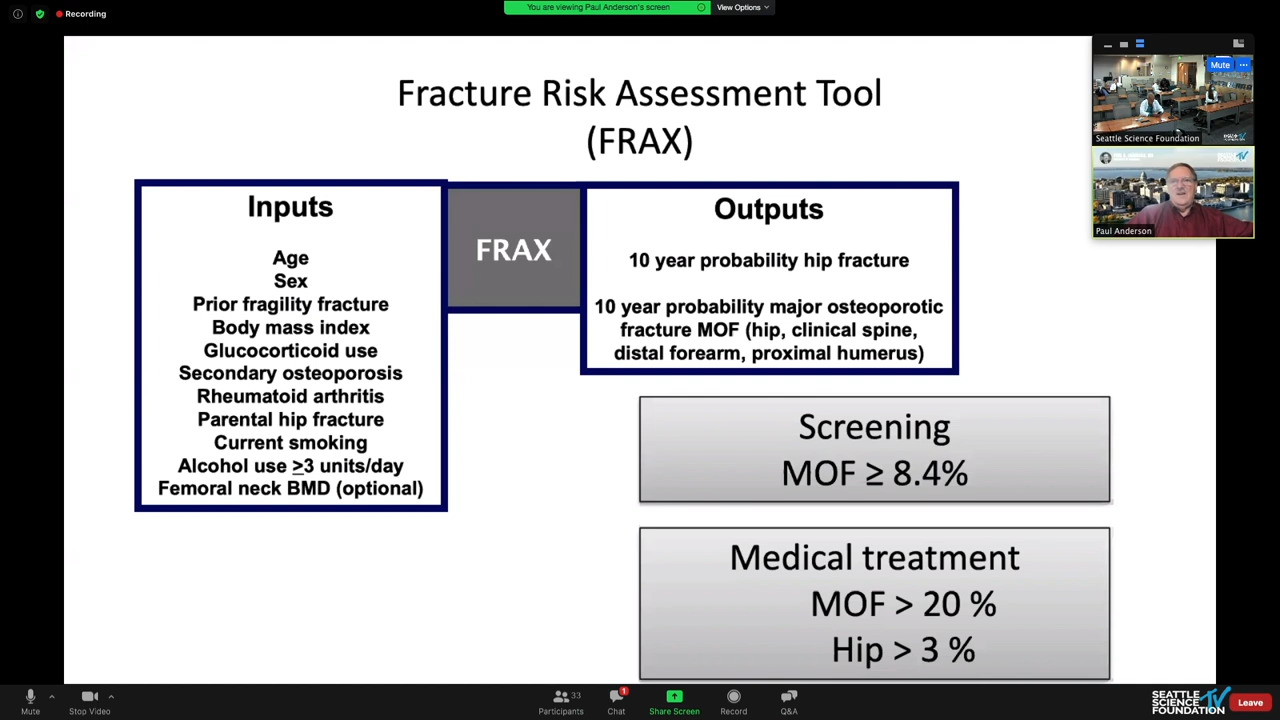 Recording
You are viewing Paul Anderson's screen
View Options
Fracture Risk Assessment Tool
(FRAX)
Inputs
Age
Sex
Prior fragility fracture
Body mass index
Glucocorticoid use
Secondary osteoporosis
Rheumatoid arthritis
Parental hip fracture
Current smoking
Alcohol use ≥3 units/day
Femoral neck BMD (optional)
FRAX
Outputs
10 year probability hip fracture
10 year probability major osteoporotic
fracture MOF (hip, clinical spine,
distal forearm, proximal humerus)
Screening
MOF ≥ 8.4%
Medical treatment
MOF > 20 %
Hip > 3 %
Mute
Seattle Science Foundation
Paul Anderson
Mute
Stop Video
33
Participants
1
Chat
Share Screen
Record
Q&A
SEATTLE
SCIENCE
FOUNDATION
TV
Leave